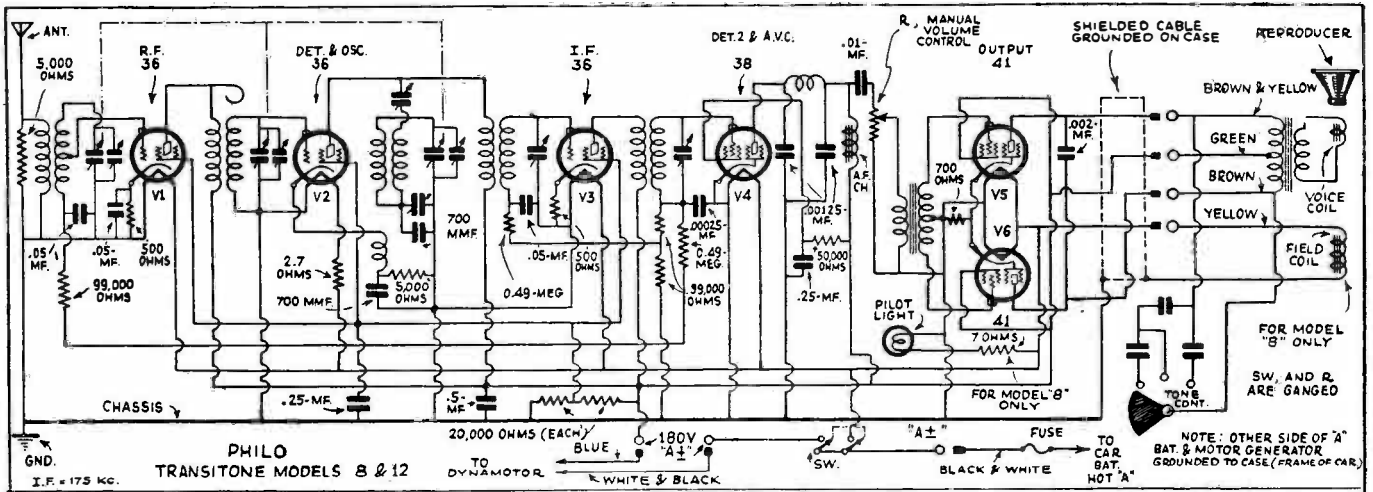 ANT.
5,000
OHMS
R.F.
36
DET. & OSC.
36
I.F.
36
DET. 2 & A.V.C.
38
.01-
MF.
R, MANUAL
VOLUME
CONTROL
OUTPUT
41
SHIELDED CABLE
GROUNDED ON CASE
REPRODUCER
BROWN & YELLOW
GREEN
BROWN
YELLOW
VOICE
COIL
FIELD
COIL
.002-
MF.
700
OHMS
A.F.
CH.
V1
V2
V3
V4
V5
V6
41
.05-
MF.
.05-
MF.
500
OHMS
99,000
OHMS
2.7
OHMS
700 MMF.
5,000
OHMS
700
MMF.
0.49-MEG
.05-MF.
500
OHMS
.00025-
MF.
0.49-
MEG.
99,000
OHMS
.00125-
MF.
50,000
OHMS
.25-MF.
PILOT
LIGHT
7 OHMS
FOR MODEL "8"
ONLY
FOR MODEL
"8" ONLY
SW. AND R
ARE GANGED
TONE
CONT.
CHASSIS
.25-MF.
.5-
MF.
20,000 OHMS (EACH)
BLUE
180V
"A±"
SW.
"A±"
FUSE
BLACK & WHITE
TO
CAR
BAT.
HOT "A"
NOTE: OTHER SIDE OF "A"
BAT. & MOTOR GENERATOR
GROUNDED TO CASE (FRAME OF CAR)
GND.
PHILO
TRANSITONE MODELS 8 & 12
I.F. = 175 KC.
TO
DYNAMOTOR
WHITE & BLACK